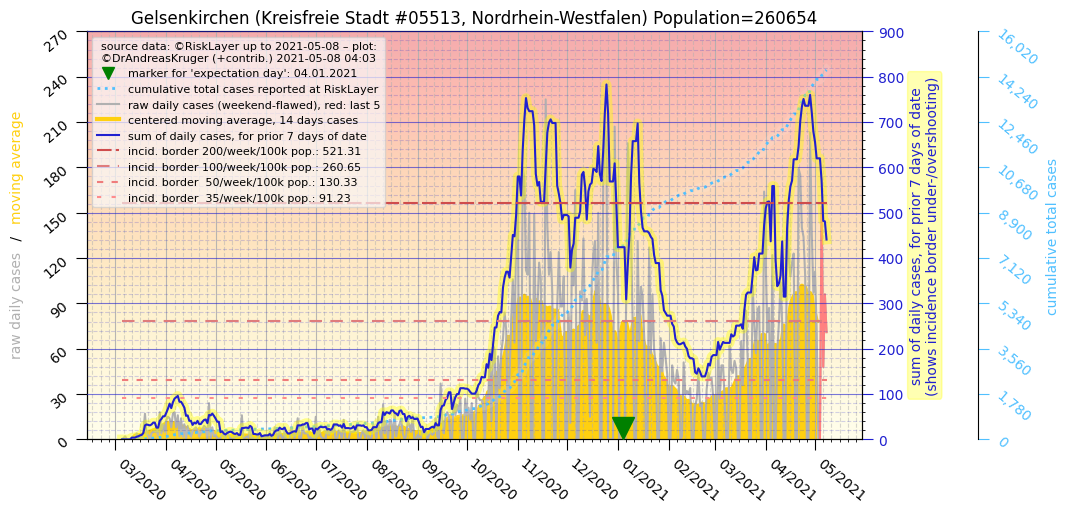 Gelsenkirchen (Kreisfreie Stadt #05513, Nordrhein-Westfalen) Population=260654
source data: ©RiskLayer up to 2021-05-08 – plot:
©DrAndreasKruger (+contrib.) 2021-05-08 04:03
marker for 'expectation day': 04.01.2021
cumulative total cases reported at RiskLayer
raw daily cases (weekend-flawed), red: last 5
centered moving average, 14 days cases
sum of daily cases, for prior 7 days of date
incid. border 200/week/100k pop.: 521.31
incid. border 100/week/100k pop.: 260.65
incid. border  50/week/100k pop.: 130.33
incid. border  35/week/100k pop.: 91.23
raw daily cases  /  moving average
270
240
210
180
150
120
90
60
30
0
03/2020
04/2020
05/2020
06/2020
07/2020
08/2020
09/2020
10/2020
11/2020
12/2020
01/2021
02/2021
03/2021
04/2021
05/2021
900
800
700
600
500
400
300
200
100
0
sum of daily cases, for prior 7 days of date
(shows incidence border under-/overshooting)
16,020
14,240
12,460
10,680
8,900
7,120
5,340
3,560
1,780
0
cumulative total cases